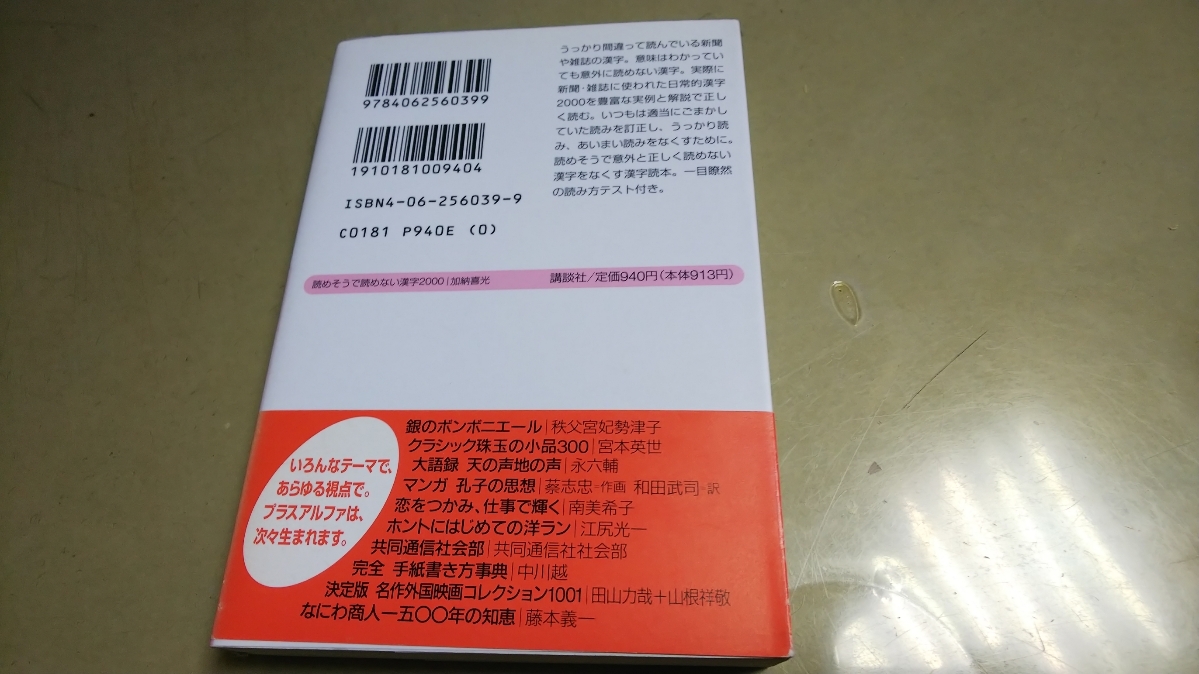 9784062560399
1910181009404
ISBN4-06-256039-9
C0181 P940E (0)
うっかり間違って読んでいる新聞
や雑誌の漢字。意味はわかってい
ても意外に読めない漢字。実際に
新聞・雑誌に使われた日常的漢字
2000を豊富な実例と解説で正し
く読む。いつもは適当にごまかし
ていた読みを訂正し、うっかり読
み、あいまい読みをなくすために。
読めそうで意外と正しく読めない
漢字をなくす漢字読本。一目瞭然
の読み方テスト付き。
読めそうで読めない漢字2000|加納喜光 講談社/定価940円(本体913円)
いろんなテーマで、
あらゆる視点で。
プラスアルファは、
次々生まれます。
銀のボンボニエール|秩父宮妃勢津子
クラシック珠玉の小品300|宮本英世
大語録 天の声地の声|永六輔
マンガ 孔子の思想|蔡志忠=作画 和田武司=訳
恋をつかみ、仕事で輝く|南美希子
ホントにはじめての洋ラン|江尻光一
共同通信社会部|共同通信社社会部
完全 手紙書き方事典|中川越
決定版 名作外国映画コレクション1001|田山力哉+山根祥敬
なにわ商人一五〇〇年の知恵|藤本義一